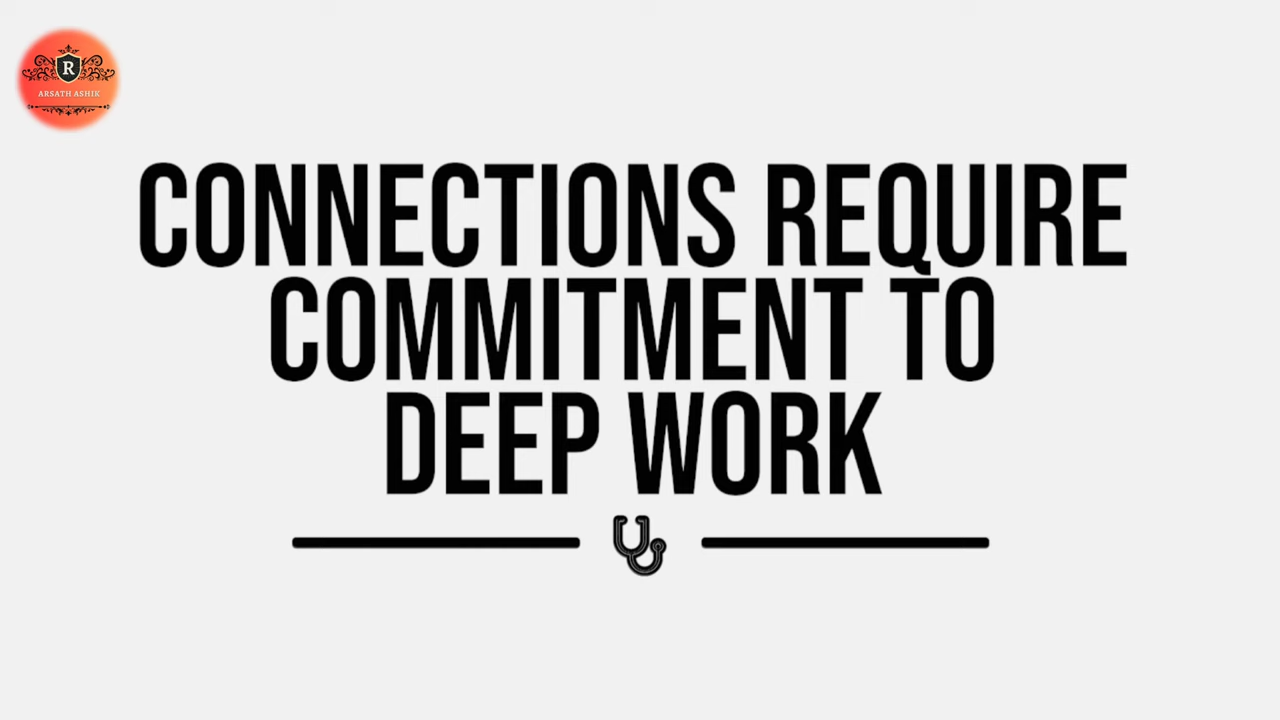 R
ARSATH ASHIK
CONNECTIONS REQUIRE
COMMITMENT TO
DEEP WORK